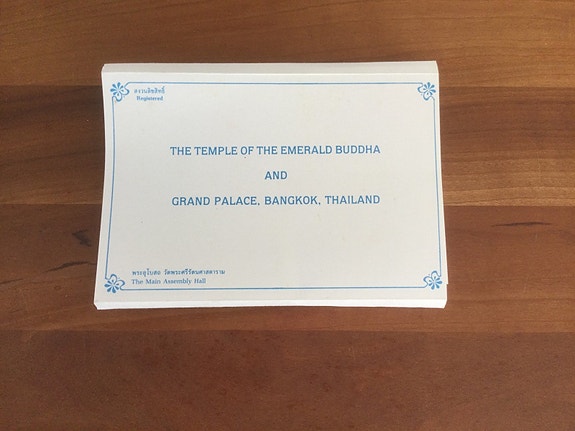 สงวนลิขสิทธิ์
Registered
THE TEMPLE OF THE EMERALD BUDDHA
AND
GRAND PALACE, BANGKOK, THAILAND
พระอุโบสถ วัดพระศรีรัตนศาสดาราม
The Main Assembly Hall